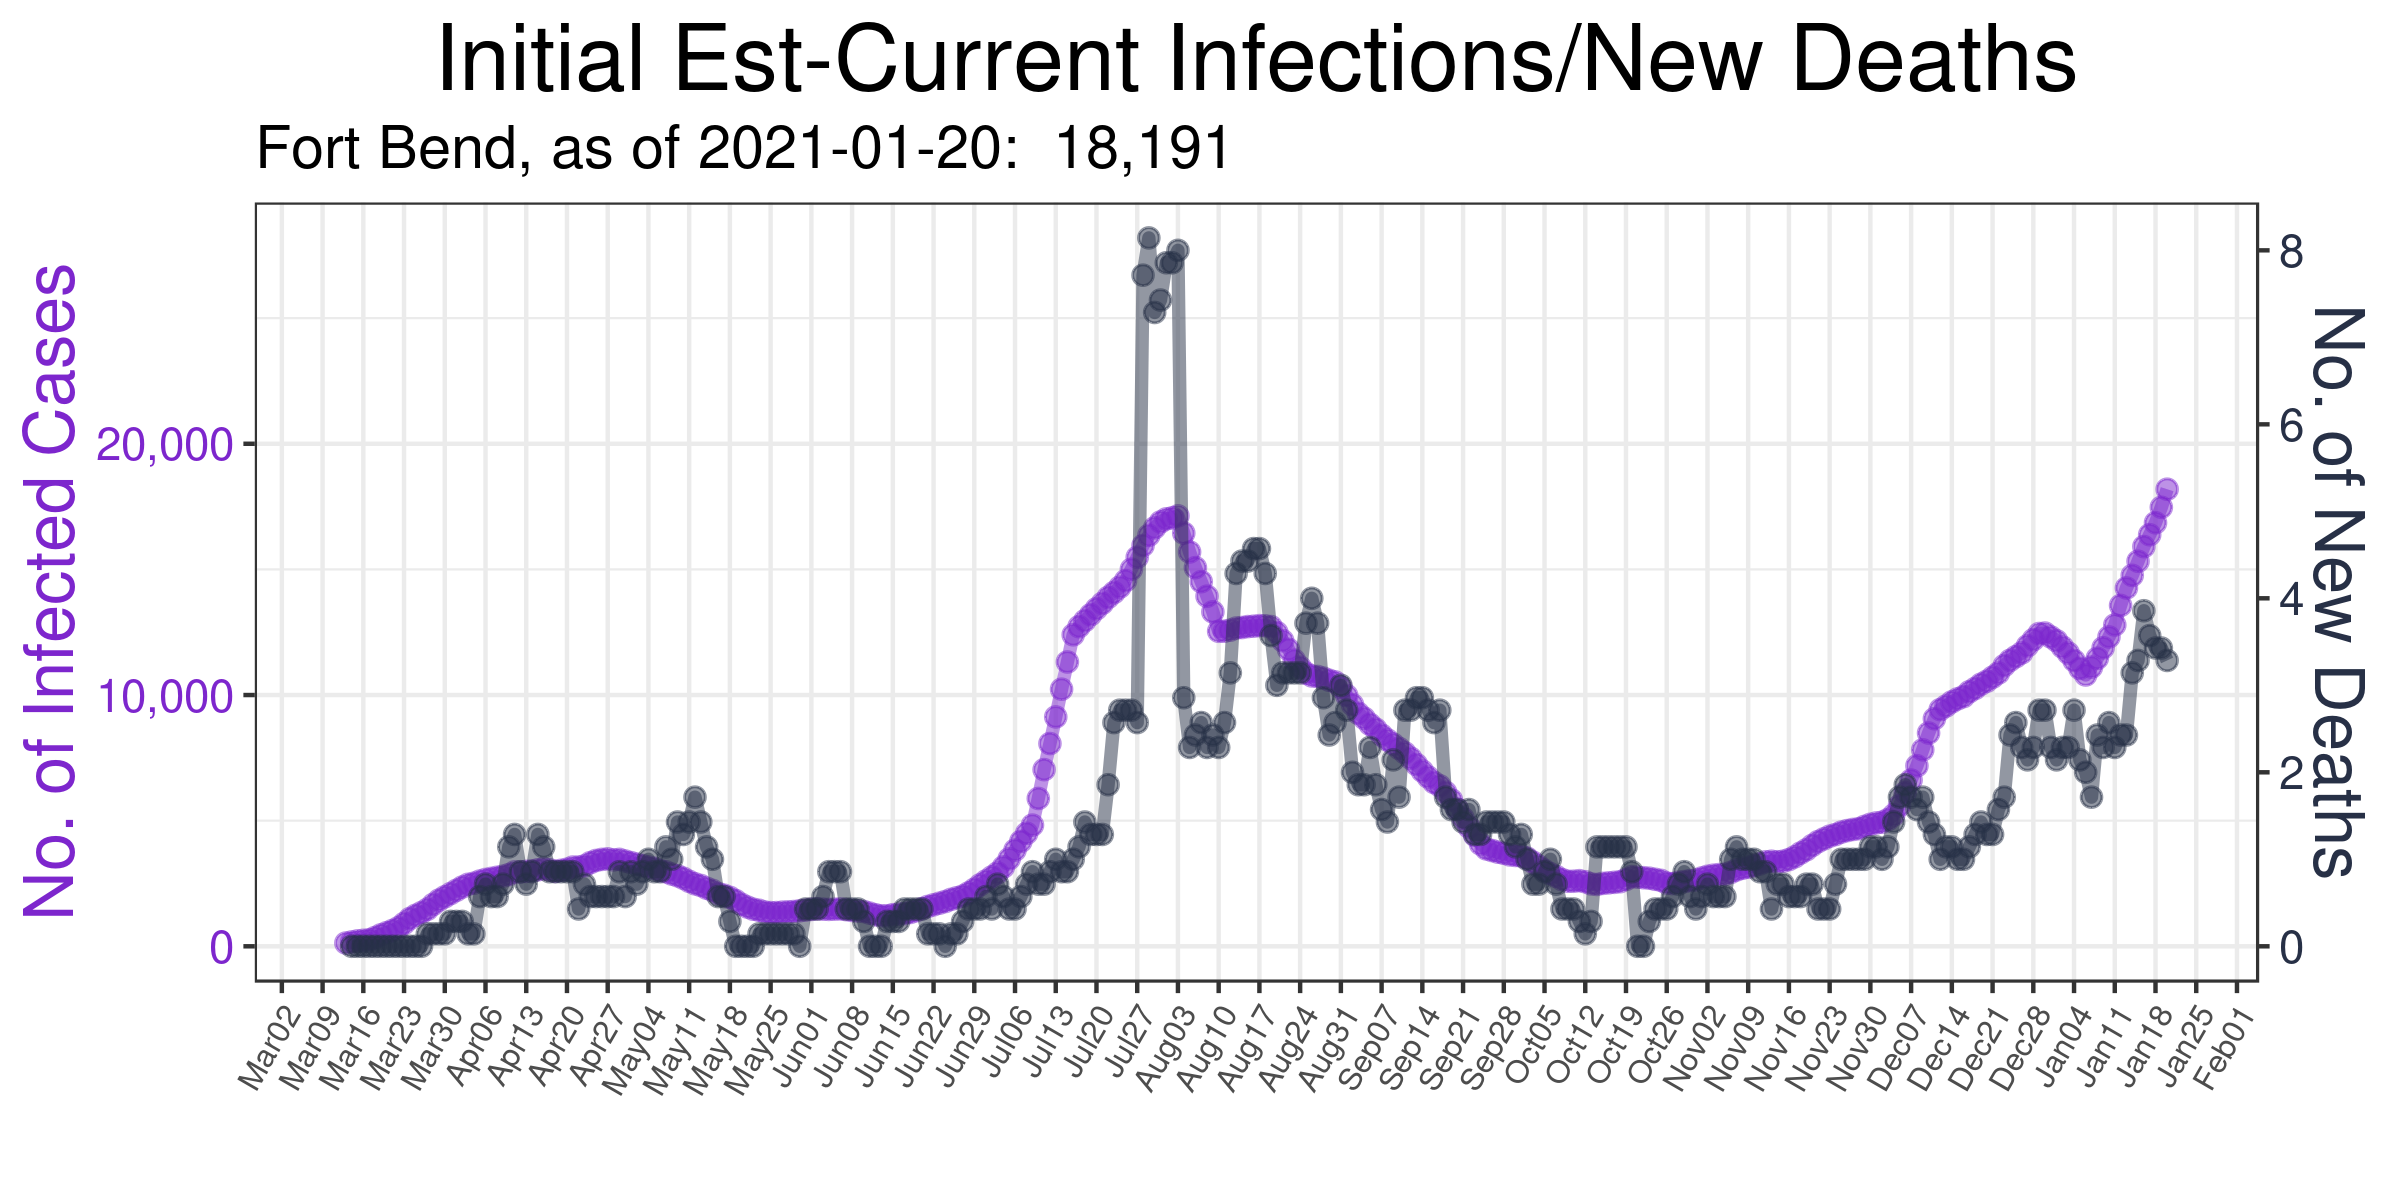 Initial Est-Current Infections/New Deaths
Fort Bend, as of 2021-01-20:  18,191
No. of Infected Cases
20,000
10,000
0
8
6
4
2
0
No. of New Deaths
Mar02
Mar09
Mar16
Mar23
Mar30
Apr06
Apr13
Apr20
Apr27
May04
May11
May18
May25
Jun01
Jun08
Jun15
Jun22
Jun29
Jul06
Jul13
Jul20
Jul27
Aug03
Aug10
Aug17
Aug24
Aug31
Sep07
Sep14
Sep21
Sep28
Oct05
Oct12
Oct19
Oct26
Nov02
Nov09
Nov16
Nov23
Nov30
Dec07
Dec14
Dec21
Dec28
Jan04
Jan11
Jan18
Jan25
Feb01